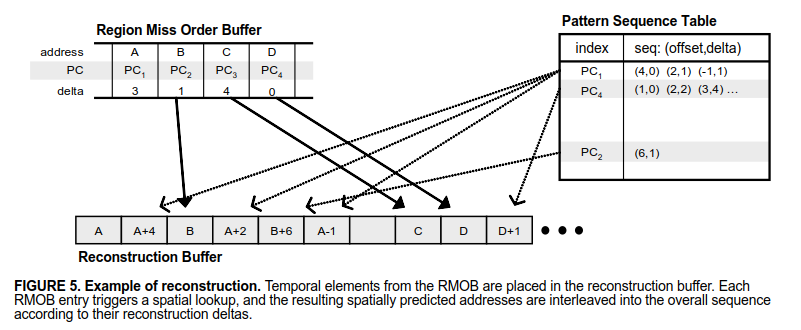 Region Miss Order Buffer
address A B C D
PC PC1 PC2 PC3 PC4
delta 3 1 4 0
Pattern Sequence Table
index seq: (offset,delta)
PC1 (4,0) (2,1) (-1,1)
PC4 (1,0) (2,2) (3,4) ...
PC2 (6,1)
A A+4 B A+2 B+6 A-1 C D D+1 • • •
Reconstruction Buffer
FIGURE 5. Example of reconstruction. Temporal elements from the RMOB are placed in the reconstruction buffer. Each
RMOB entry triggers a spatial lookup, and the resulting spatially predicted addresses are interleaved into the overall sequence
according to their reconstruction deltas.